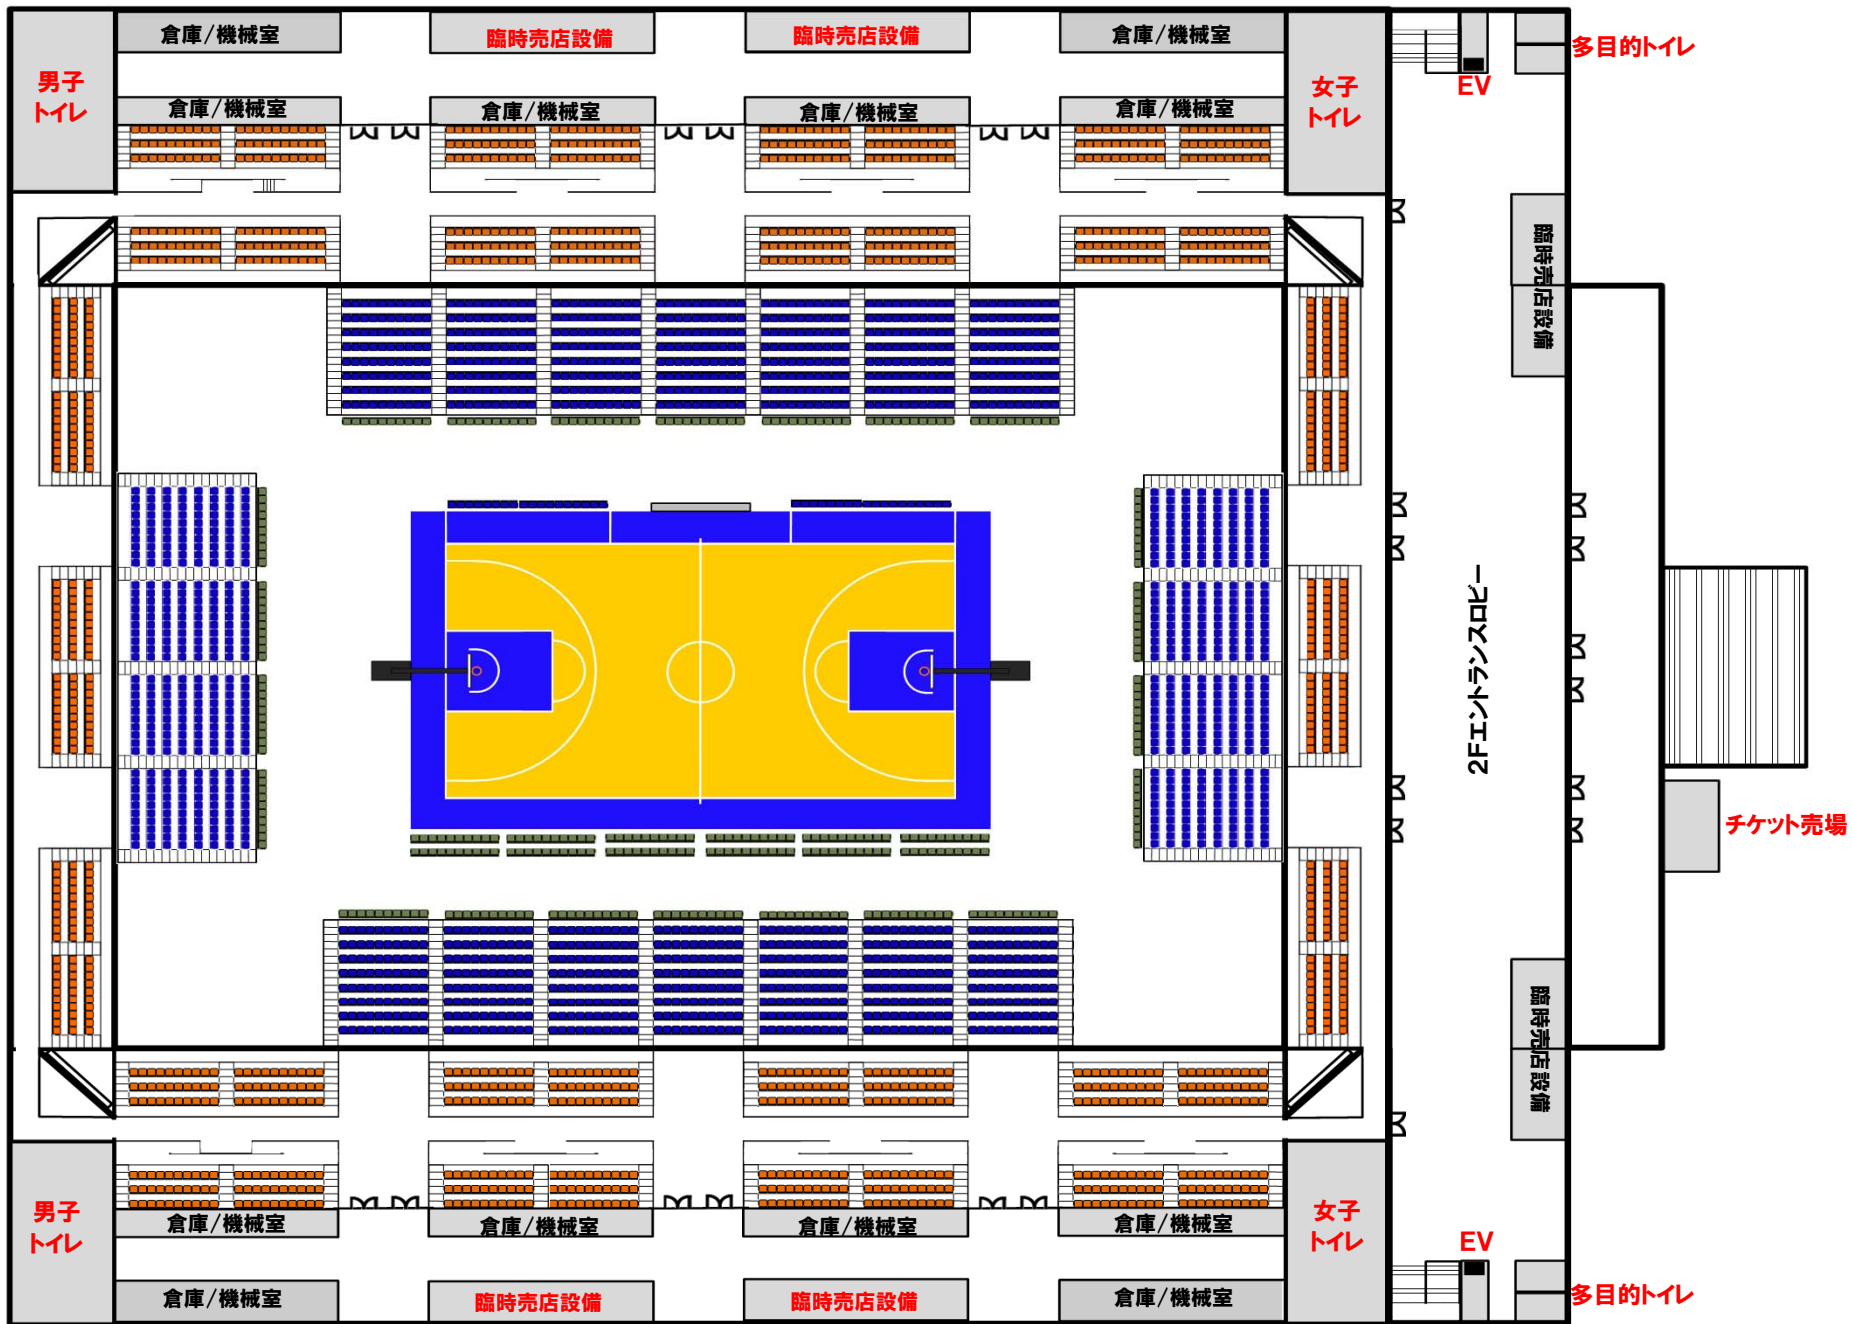 倉庫/機械室
臨時売店設備
臨時売店設備
倉庫/機械室
多目的トイレ
男子
トイレ
女子
トイレ
EV
倉庫/機械室
倉庫/機械室
倉庫/機械室
倉庫/機械室
臨時売店設備
2Fエントランスロビー
チケット売場
臨時売店設備
男子
トイレ
倉庫/機械室
倉庫/機械室
倉庫/機械室
倉庫/機械室
女子
トイレ
EV
倉庫/機械室
臨時売店設備
臨時売店設備
倉庫/機械室
多目的トイレ